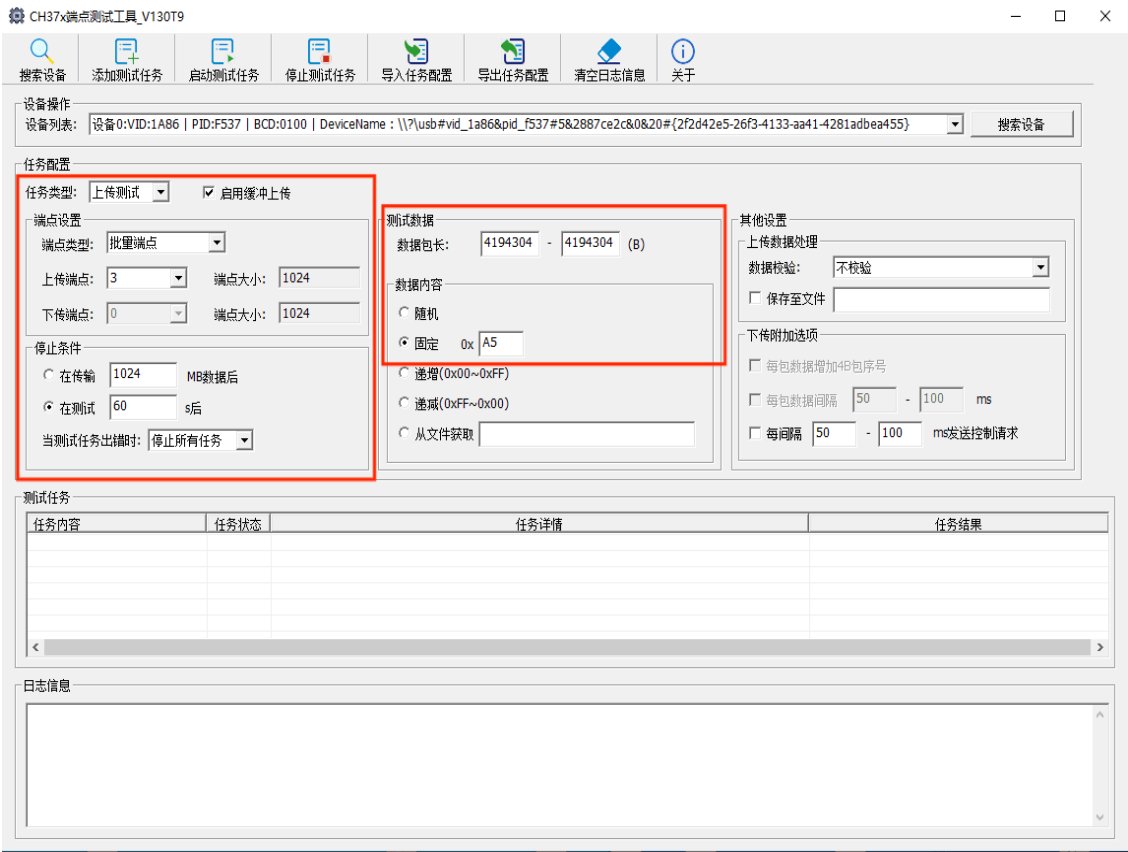 CH37x端点测试工具_V130T9
搜索设备 添加测试任务 启动测试任务 停止测试任务 导入任务配置 导出任务配置 清空日志信息 关于
设备操作
设备列表: 设备0:VID:1A86 | PID:F537 | BCD:0100 | DeviceName : \\?\usb#vid_1a86&pid_f537#5&2887ce2c&0&20#{2f2d42e5-26f3-4133-aa41-4281adbea455} 搜索设备
任务配置
任务类型: 上传测试 启用缓冲上传
端点设置
端点类型: 批量端点
上传端点: 3 端点大小: 1024
下传端点: 0 端点大小: 1024
停止条件
在传输 1024 MB数据后
在测试 60 s后
当测试任务出错时: 停止所有任务
测试数据
数据包长: 4194304 - 4194304 (B)
数据内容
随机
固定 0x A5
递增(0x00~0xFF)
递减(0xFF~0x00)
从文件获取
其他设置
上传数据处理
数据校验: 不校验
保存至文件
下传附加选项
每包数据增加4B包序号
每包数据间隔 50 - 100 ms
每间隔 50 - 100 ms发送控制请求
测试任务
任务内容 任务状态 任务详情 任务结果
日志信息